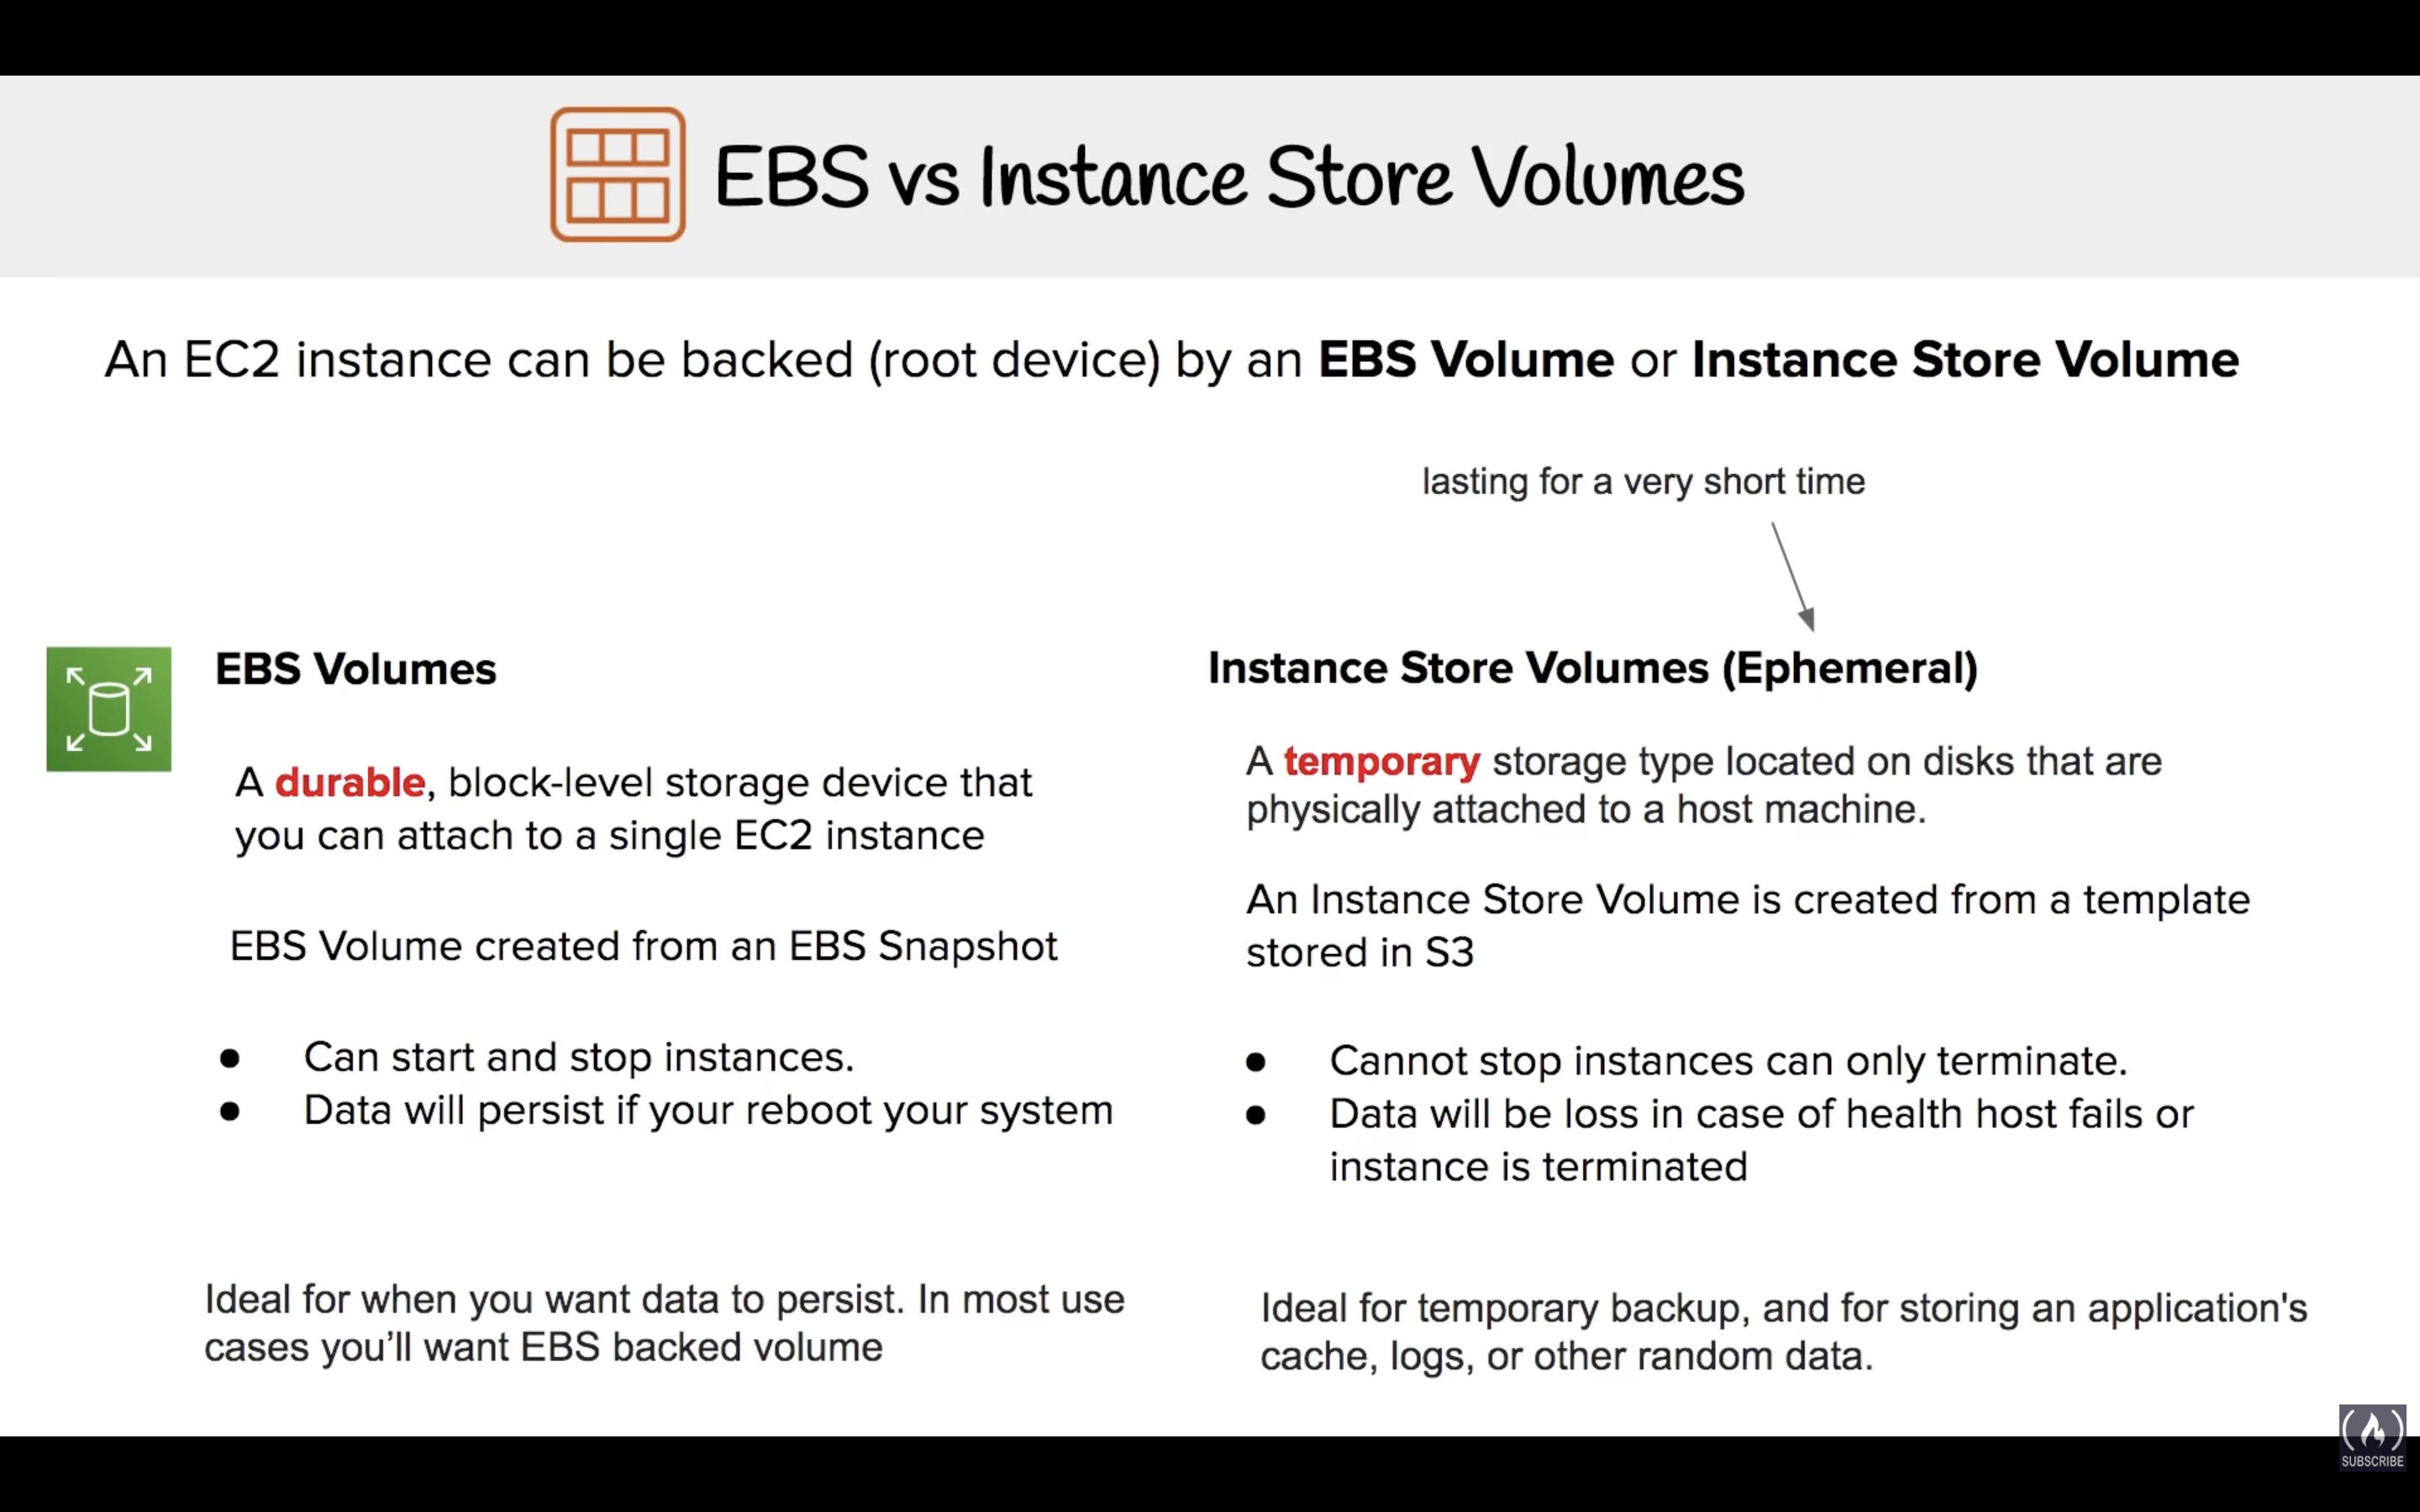 EBS vs Instance Store Volumes
An EC2 instance can be backed (root device) by an EBS Volume or Instance Store Volume
lasting for a very short time
EBS Volumes
A durable, block-level storage device that
you can attach to a single EC2 instance
EBS Volume created from an EBS Snapshot
● Can start and stop instances.
● Data will persist if your reboot your system
Ideal for when you want data to persist. In most use
cases you’ll want EBS backed volume
Instance Store Volumes (Ephemeral)
A temporary storage type located on disks that are
physically attached to a host machine.
An Instance Store Volume is created from a template
stored in S3
● Cannot stop instances can only terminate.
● Data will be loss in case of health host fails or
instance is terminated
Ideal for temporary backup, and for storing an application's
cache, logs, or other random data.
SUBSCRIBE